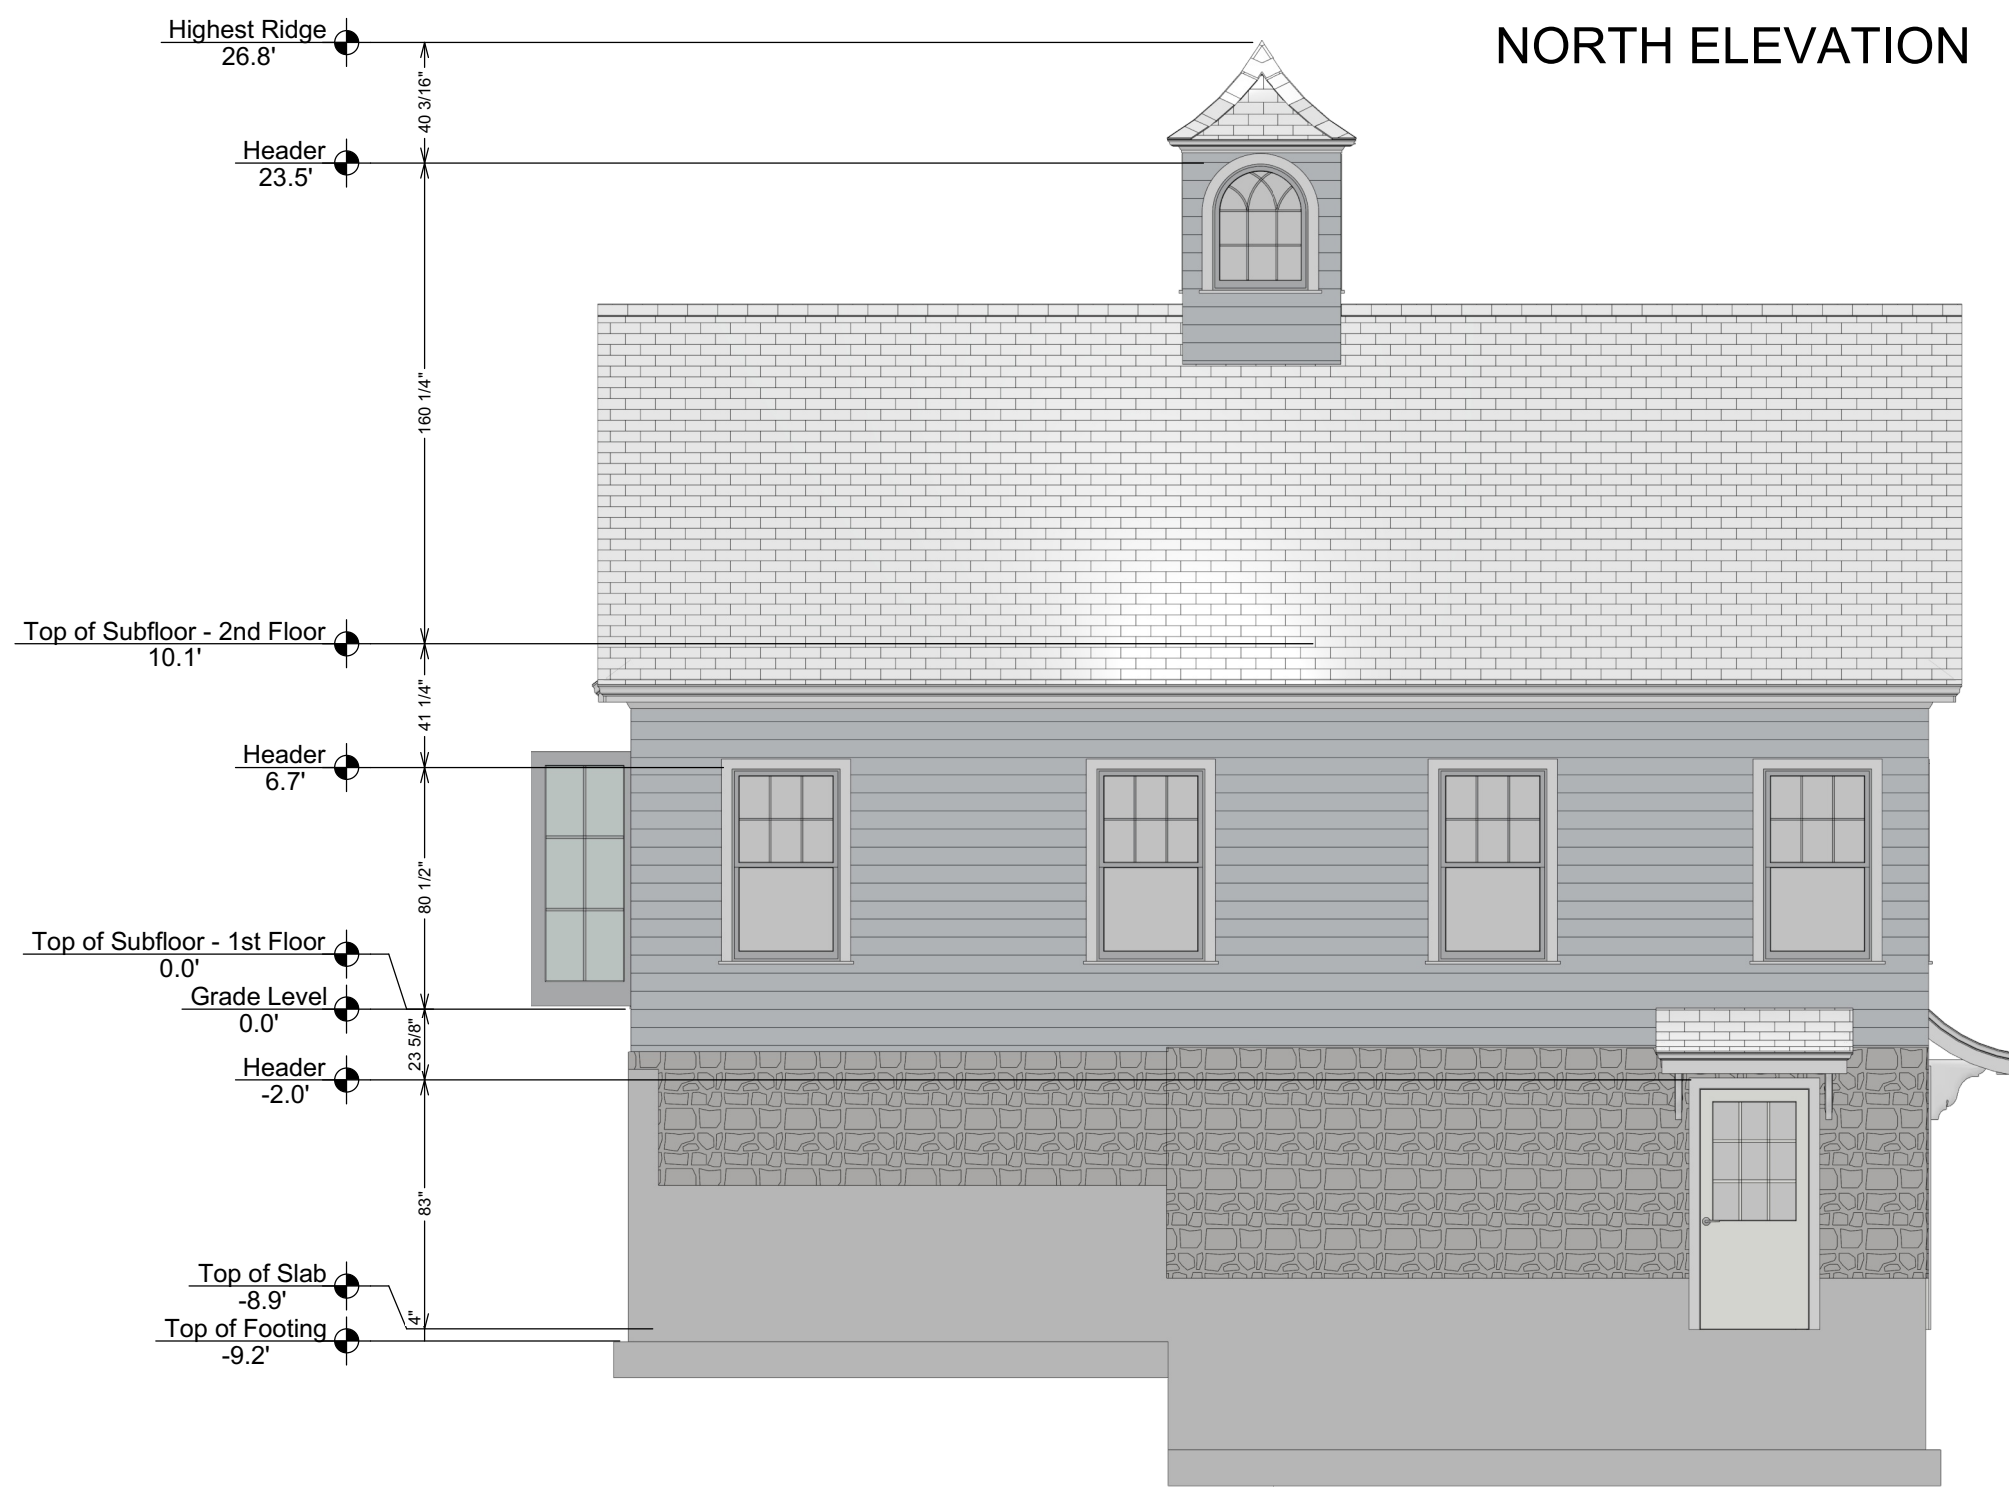 NORTH ELEVATION
Highest Ridge
26.8'
40 3/16"
Header
23.5'
160 1/4"
Top of Subfloor - 2nd Floor
10.1'
41 1/4"
Header
6.7'
80 1/2"
Top of Subfloor - 1st Floor
0.0'
Grade Level
0.0'
23 5/8"
Header
-2.0'
83"
Top of Slab
-8.9'
4"
Top of Footing
-9.2'